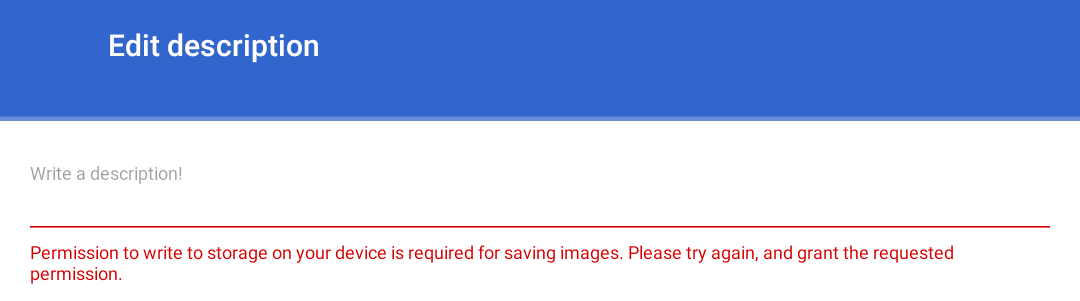 Edit description
Write a description!
Permission to write to storage on your device is required for saving images. Please try again, and grant the requested
permission.